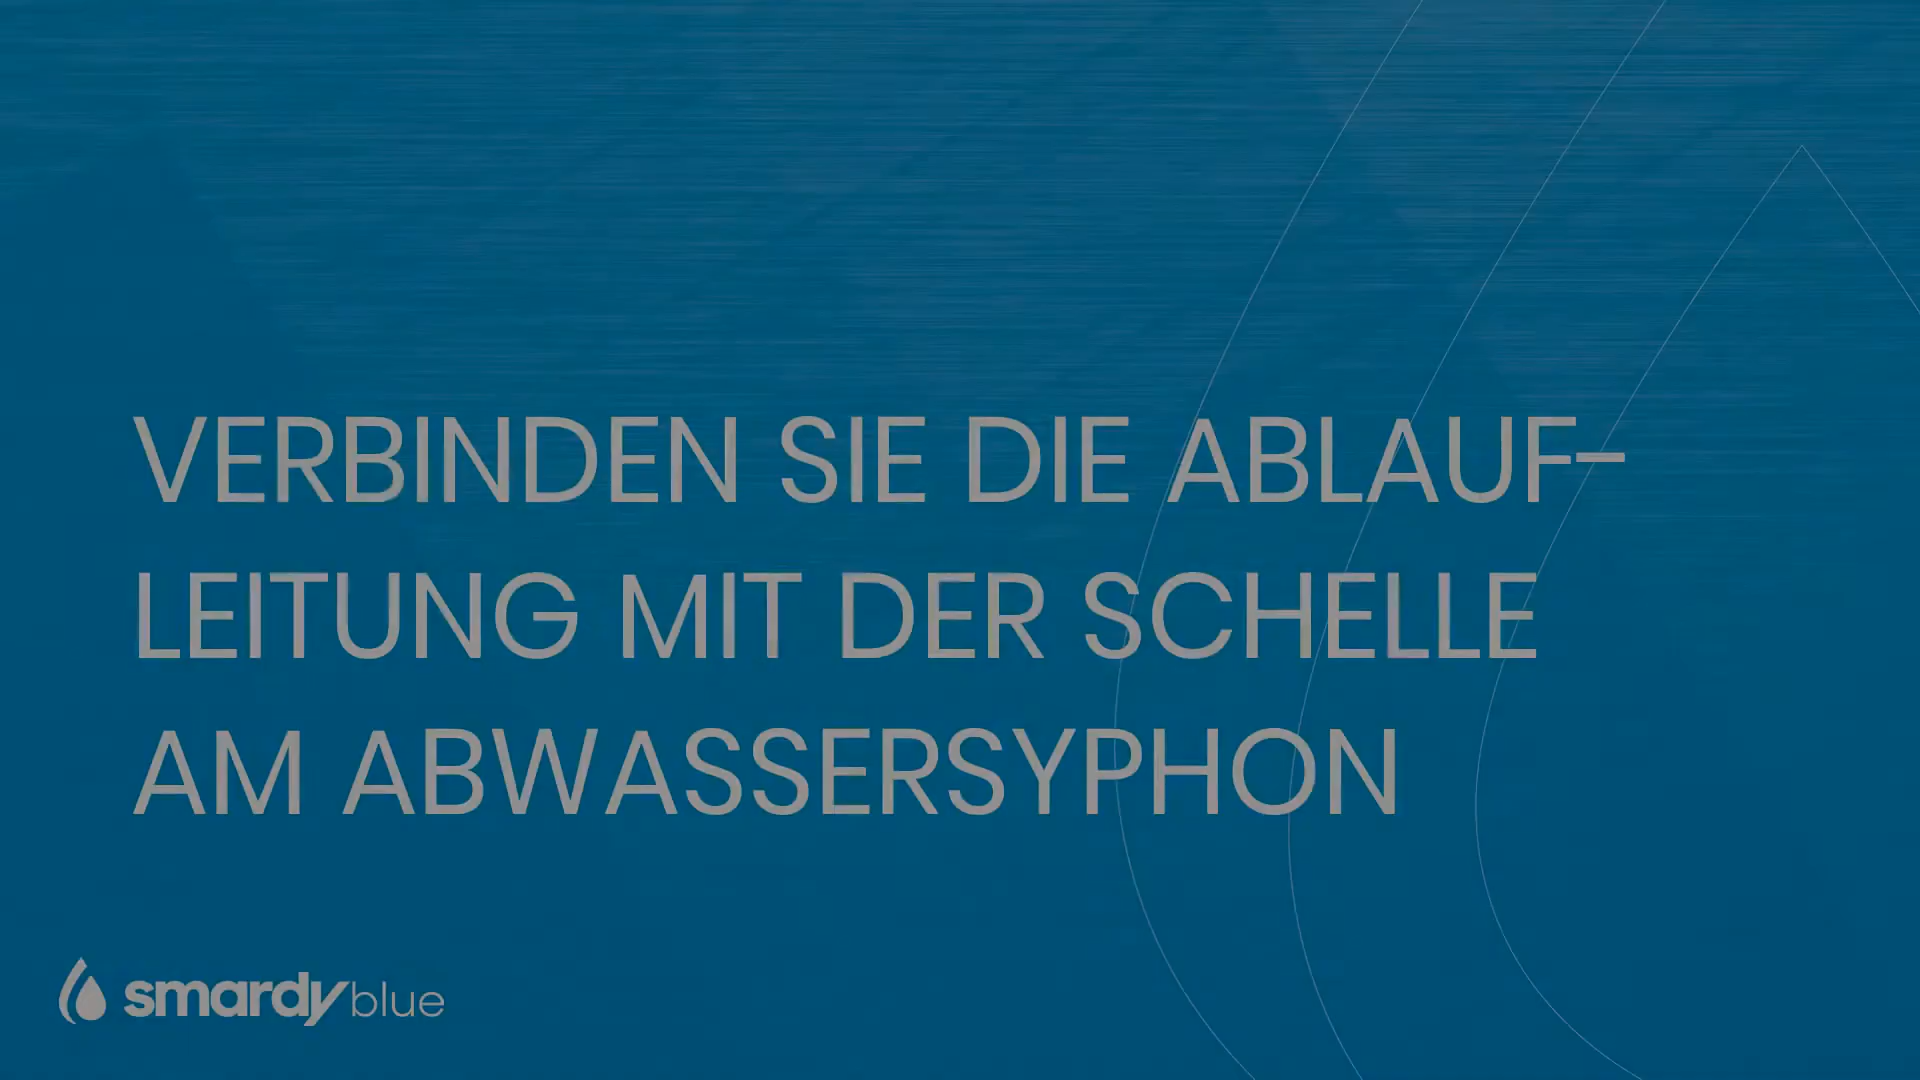 VERBINDEN SIE DIE ABLAUF-
LEITUNG MIT DER SCHELLE
AM ABWASSERSYPHON
smardy blue